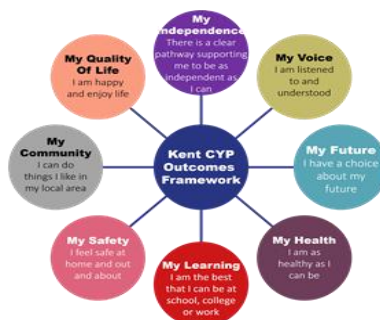 My
Independence
There is a clear
pathway supporting
me to be as
independent as
I can
My Voice
I am listened
to and
understood
My Future
I have a choice
about my
future
My Health
I am as
healthy as I
can be
My Learning
I am the best
that I can be at
school, college
or work
My Safety
I feel safe at
home and out
and about
My
Community
I can do
things I like in
my local area
My Quality
Of Life
I am happy
and enjoy life
Kent CYP
Outcomes
Framework